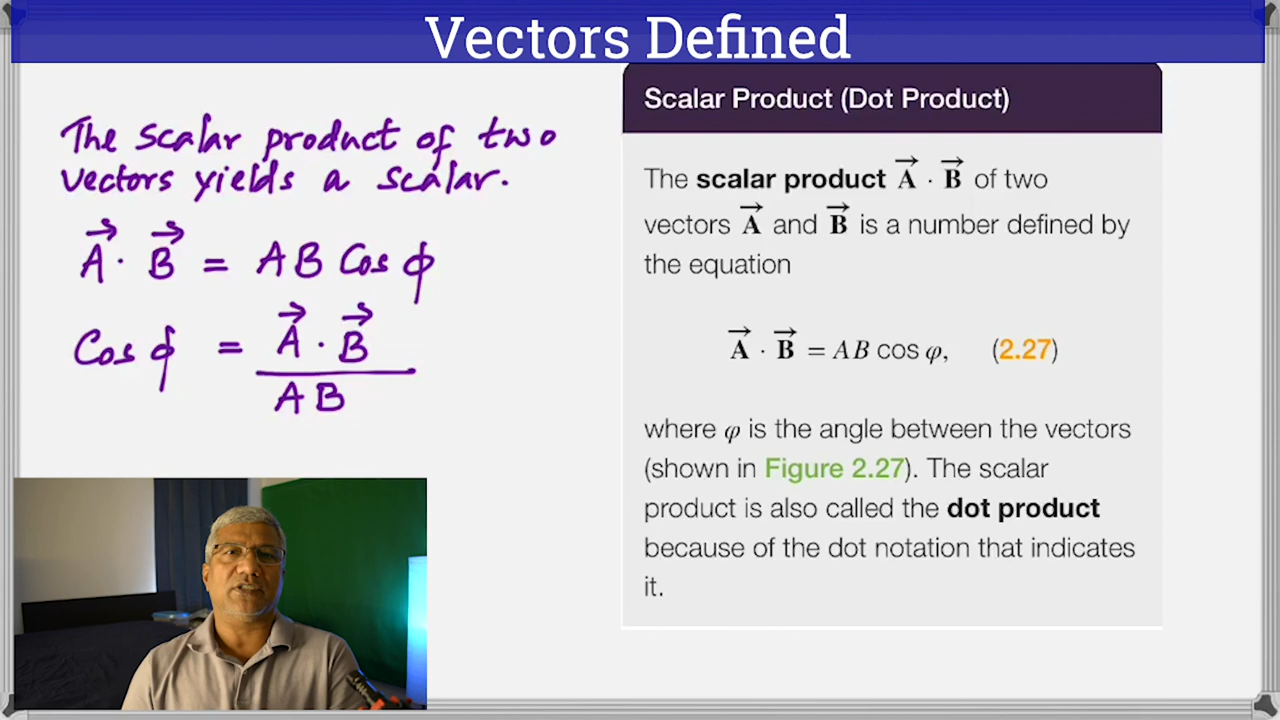 Vectors Defined
The scalar product of two
vectors yields a scalar.
A⃗ · B⃗ = AB Cos ϕ
Cos ϕ = A⃗ · B⃗
AB
Scalar Product (Dot Product)
The scalar product A⃗ · B⃗ of two
vectors A⃗ and B⃗ is a number defined by
the equation
A⃗ · B⃗ = AB cos φ, (2.27)
where φ is the angle between the vectors
(shown in Figure 2.27). The scalar
product is also called the dot product
because of the dot notation that indicates
it.